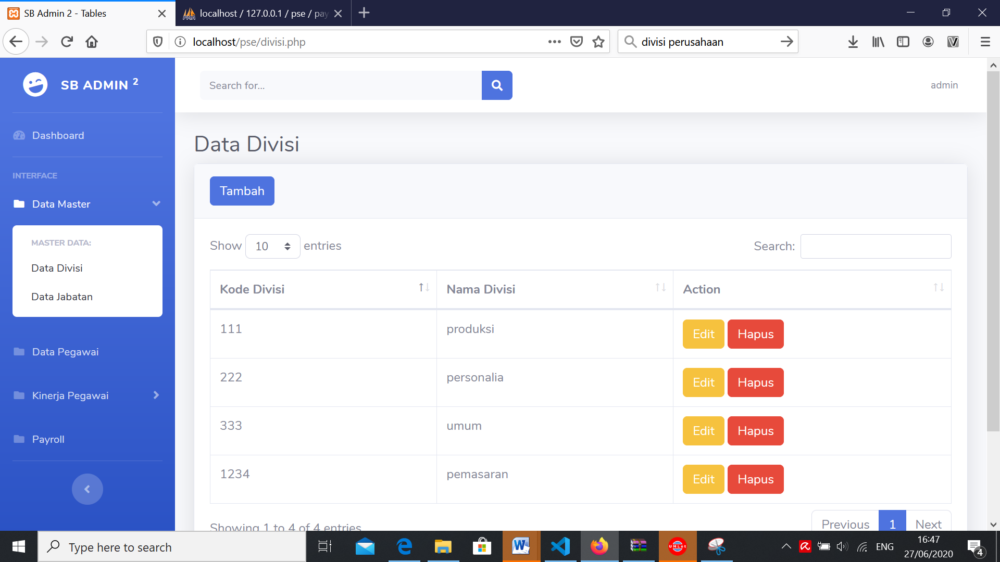 SB Admin 2 - Tables
localhost / 127.0.0.1 / pse / pay
localhost/pse/divisi.php
divisi perusahaan
SB ADMIN 2
Search for...
admin
Dashboard
INTERFACE
Data Master
MASTER DATA:
Data Divisi
Data Jabatan
Data Pegawai
Kinerja Pegawai
Payroll
Data Divisi
Tambah
Show 10 entries
Search:
Kode Divisi Nama Divisi Action
111 produksi Edit Hapus
222 personalia Edit Hapus
333 umum Edit Hapus
1234 pemasaran Edit Hapus
Showing 1 to 4 of 4 entries
Previous 1 Next
Type here to search
UMLet
ENG
16:47
27/06/2020
4